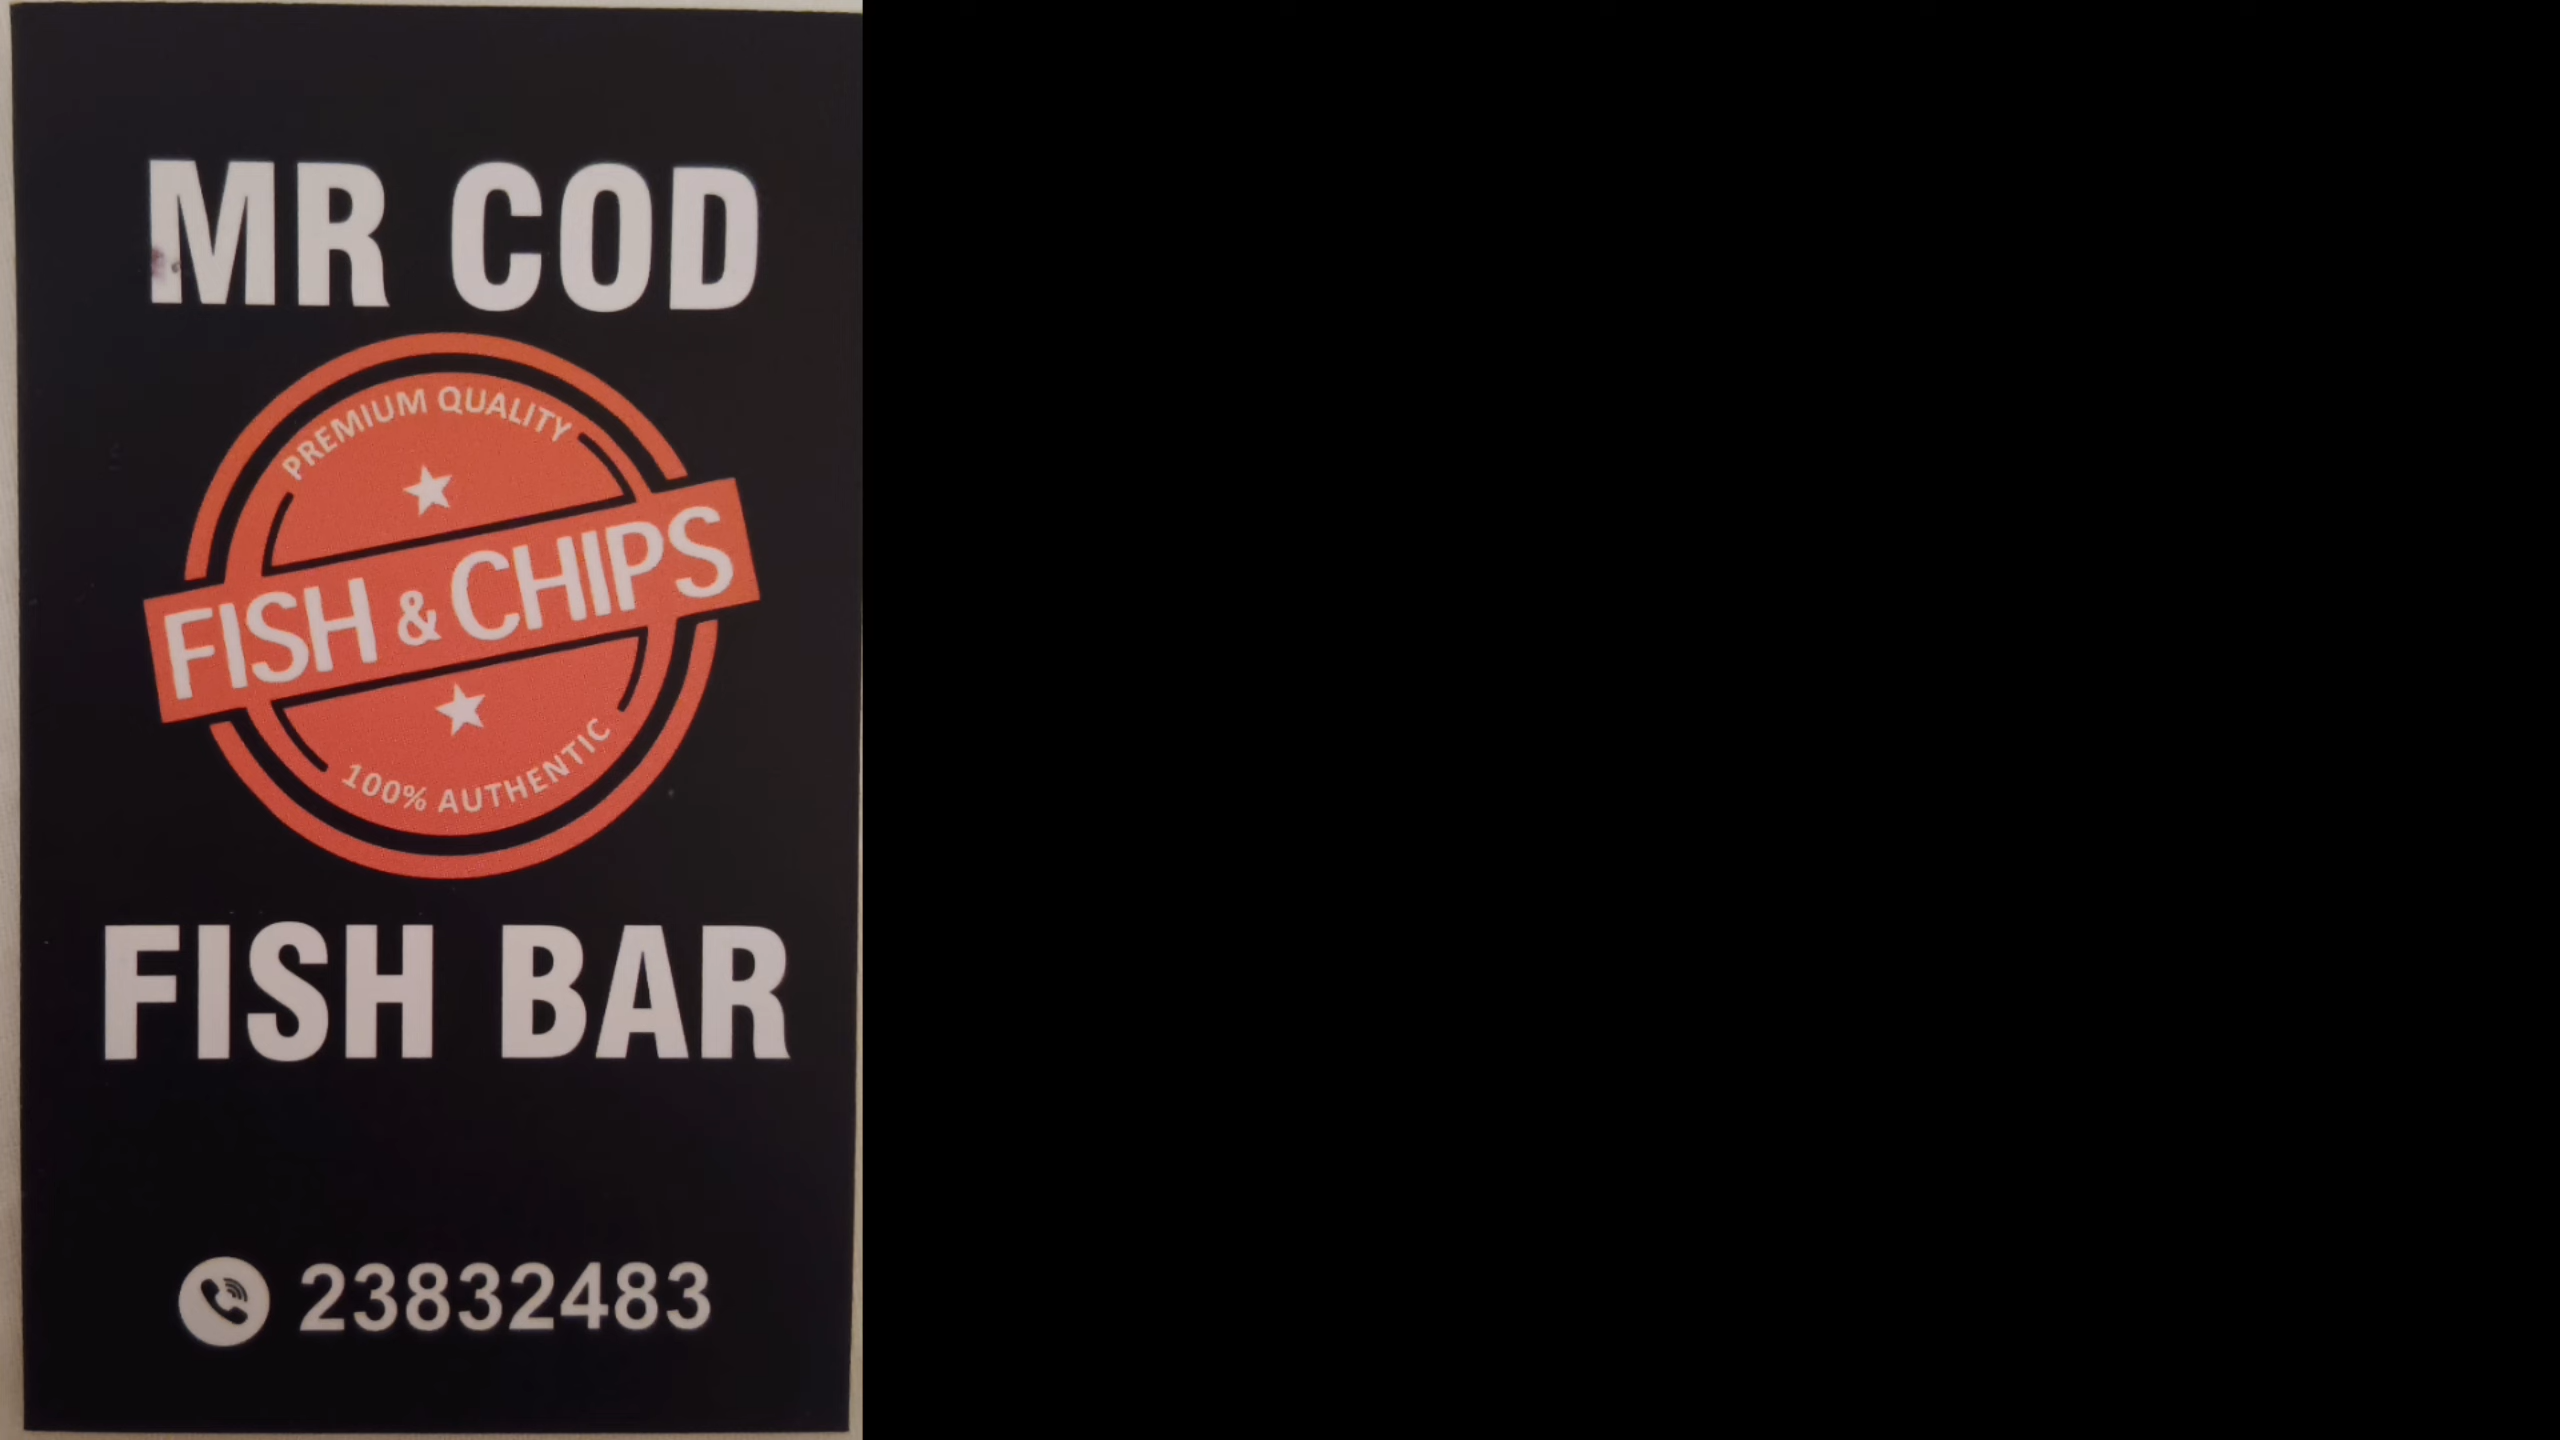 MR COD
PREMIUM QUALITY
FISH & CHIPS
100% AUTHENTIC
FISH BAR
23832483